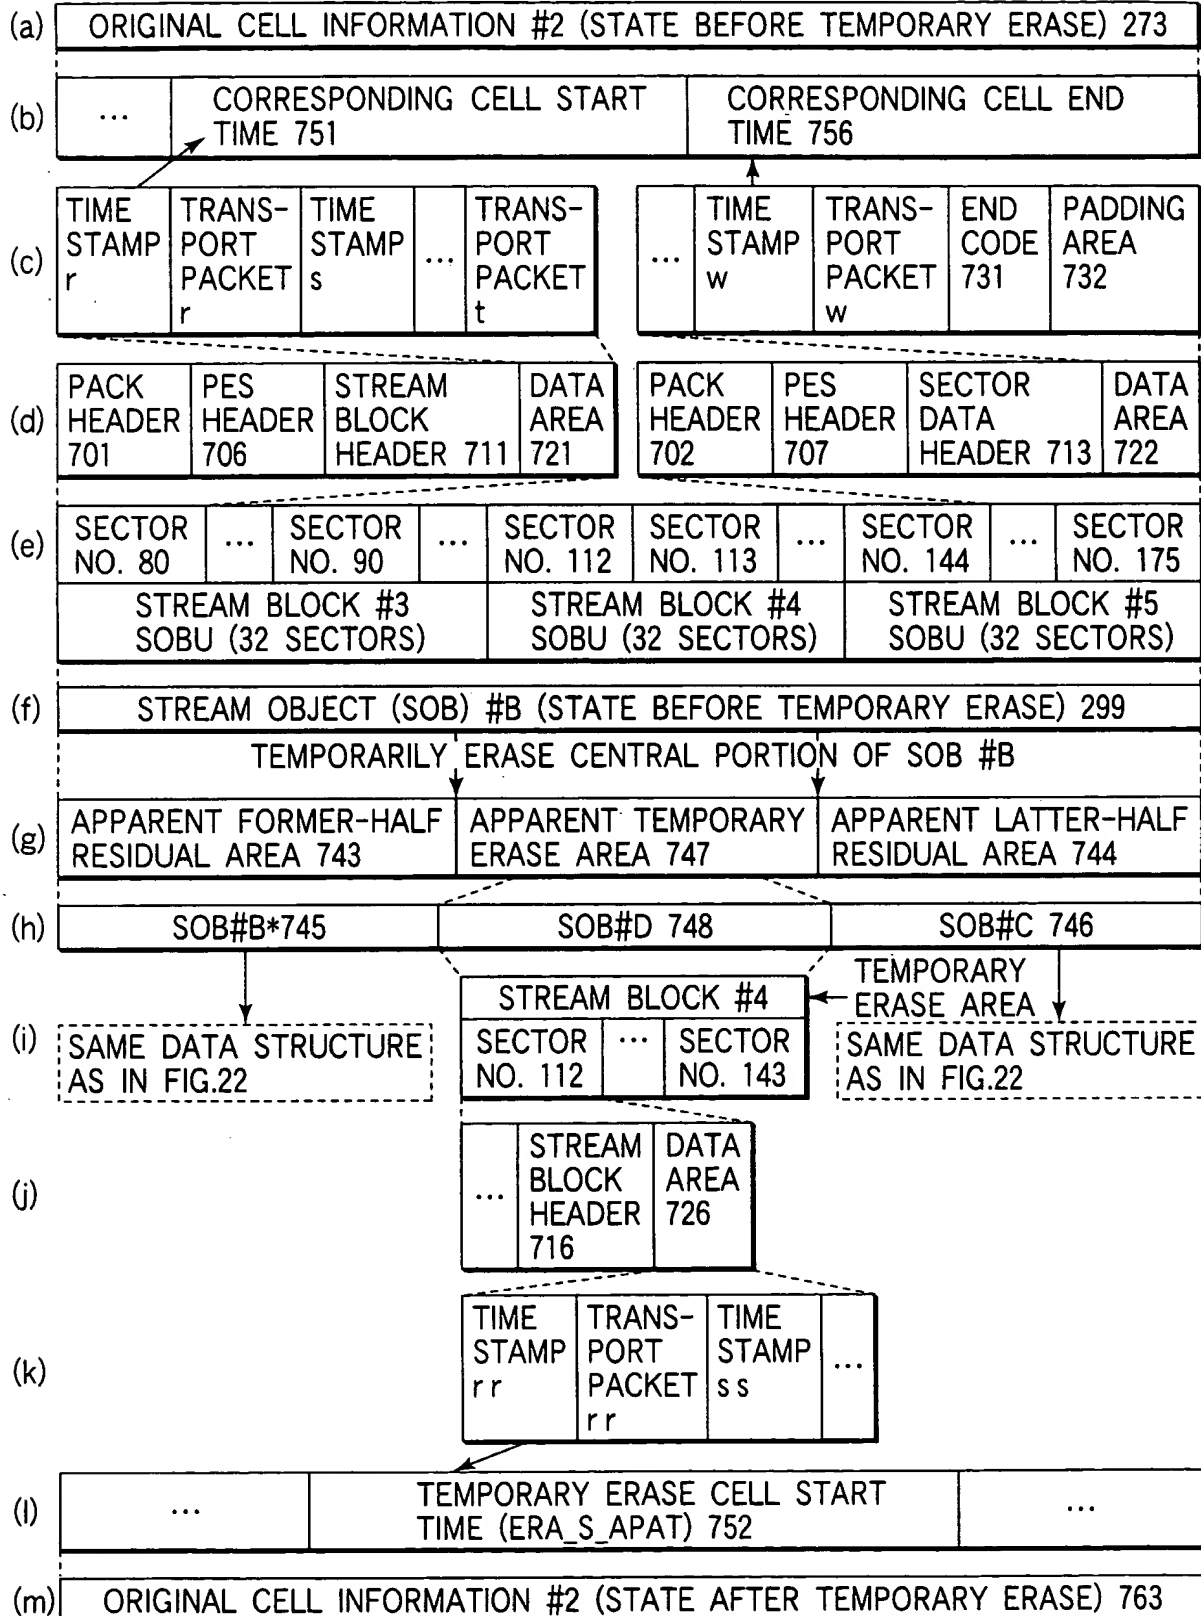 (a) ORIGINAL CELL INFORMATION #2 (STATE BEFORE TEMPORARY ERASE) 273
(b) ... CORRESPONDING CELL START TIME 751 CORRESPONDING CELL END TIME 756
(c) TIME STAMP r TRANS-PORT PACKET r TIME STAMP s ... TRANS-PORT PACKET t ... TIME STAMP w TRANS-PORT PACKET w END CODE 731 PADDING AREA 732
(d) PACK HEADER 701 PES HEADER 706 STREAM BLOCK HEADER 711 DATA AREA 721 PACK HEADER 702 PES HEADER 707 SECTOR DATA HEADER 713 DATA AREA 722
(e) SECTOR NO. 80 ... SECTOR NO. 90 ... SECTOR NO. 112 SECTOR NO. 113 ... SECTOR NO. 144 ... SECTOR NO. 175
STREAM BLOCK #3 SOBU (32 SECTORS) STREAM BLOCK #4 SOBU (32 SECTORS) STREAM BLOCK #5 SOBU (32 SECTORS)
(f) STREAM OBJECT (SOB) #B (STATE BEFORE TEMPORARY ERASE) 299
TEMPORARILY ERASE CENTRAL PORTION OF SOB #B
(g) APPARENT FORMER-HALF RESIDUAL AREA 743 APPARENT TEMPORARY ERASE AREA 747 APPARENT LATTER-HALF RESIDUAL AREA 744
(h) SOB#B*745 SOB#D 748 SOB#C 746
TEMPORARY ERASE AREA
(i) SAME DATA STRUCTURE AS IN FIG.22 STREAM BLOCK #4 SECTOR NO. 112 ... SECTOR NO. 143 SAME DATA STRUCTURE AS IN FIG.22
(j) ... STREAM BLOCK HEADER 716 DATA AREA 726
(k) TIME STAMP rr TRANS-PORT PACKET rr TIME STAMP ss ...
(l) ... TEMPORARY ERASE CELL START TIME (ERA_S_APAT) 752 ...
(m) ORIGINAL CELL INFORMATION #2 (STATE AFTER TEMPORARY ERASE) 763